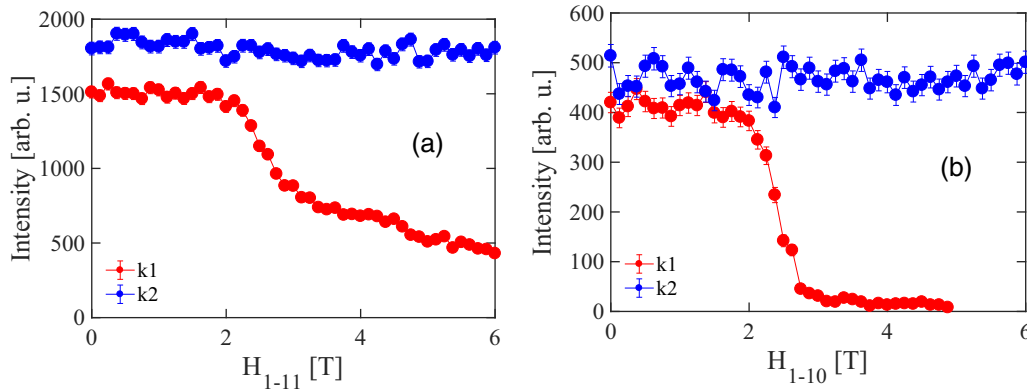 2000
1500
1000
500
0
Intensity [arb. u.]
(a)
k1
k2
0 2 4 6
H1-11 [T]
600
500
400
300
200
100
0
Intensity [arb. u.]
(b)
k1
k2
0 2 4 6
H1-10 [T]